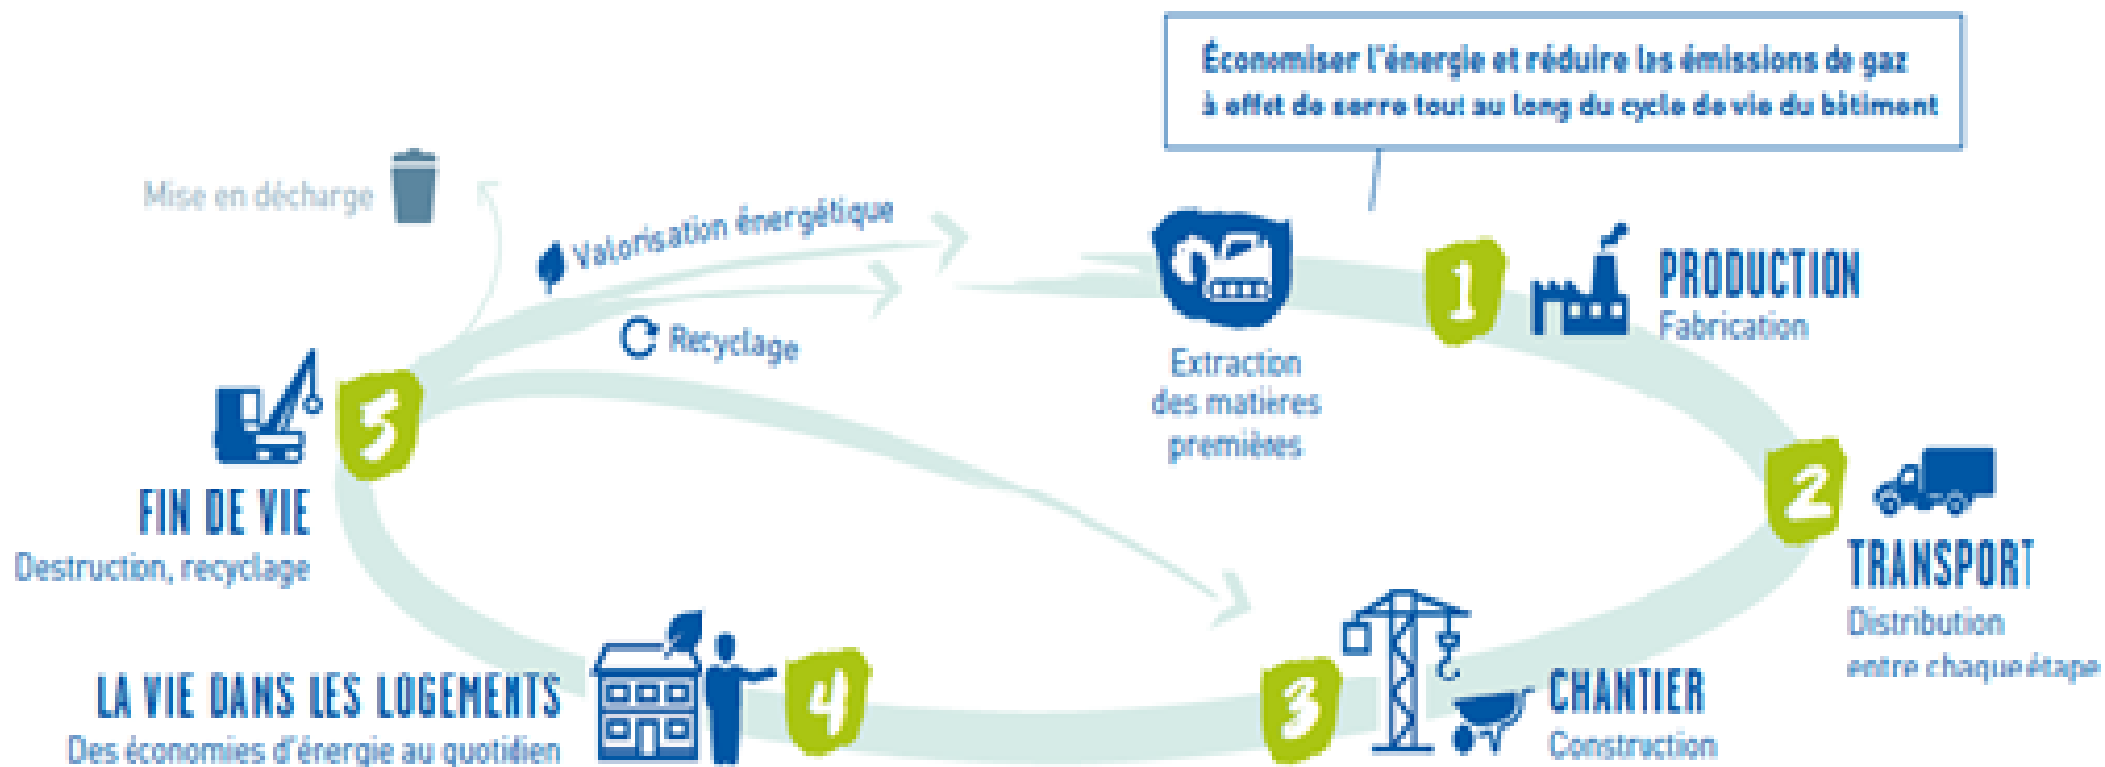 Économiser l'énergie et réduire les émissions de gaz
à effet de serre tout au long du cycle de vie du bâtiment
Mise en décharge
Valorisation énergétique
Recyclage
Extraction
des matières
premières
1
PRODUCTION
Fabrication
2
TRANSPORT
Distribution
entre chaque étape
3
CHANTIER
Construction
4
LA VIE DANS LES LOGEMENTS
Des économies d'énergie au quotidien
5
FIN DE VIE
Destruction, recyclage